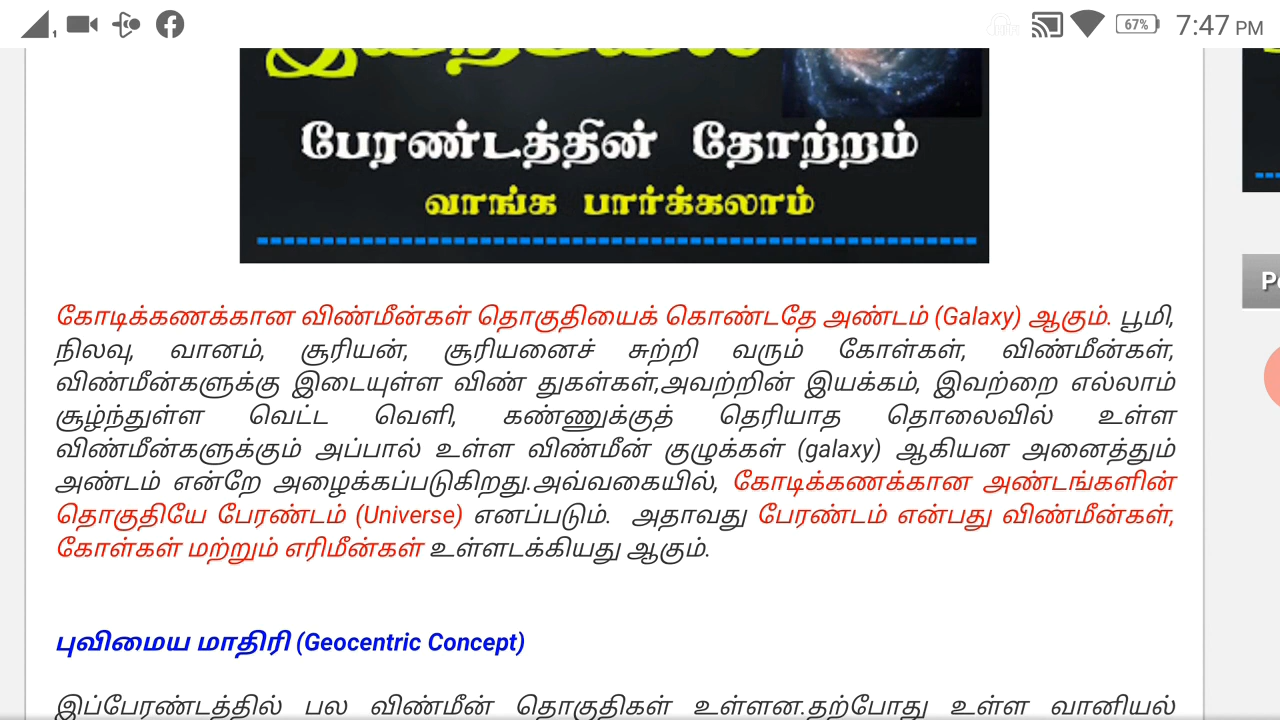 7:47 PM
67%
பேரண்டத்தின் தோற்றம்
வாங்க பார்க்கலாம்
கோடிக்கணக்கான விண்மீன்கள் தொகுதியைக் கொண்டதே அண்டம் (Galaxy) ஆகும். பூமி,
நிலவு, வானம், சூரியன், சூரியனைச் சுற்றி வரும் கோள்கள், விண்மீன்கள்,
விண்மீன்களுக்கு இடையுள்ள விண் துகள்கள்,அவற்றின் இயக்கம், இவற்றை எல்லாம்
சூழ்ந்துள்ள வெட்ட வெளி, கண்ணுக்குத் தெரியாத தொலைவில் உள்ள
விண்மீன்களுக்கும் அப்பால் உள்ள விண்மீன் குழுக்கள் (galaxy) ஆகியன அனைத்தும்
அண்டம் என்றே அழைக்கப்படுகிறது.அவ்வகையில், கோடிக்கணக்கான அண்டங்களின்
தொகுதியே பேரண்டம் (Universe) எனப்படும். அதாவது பேரண்டம் என்பது விண்மீன்கள்,
கோள்கள் மற்றும் எரிமீன்கள் உள்ளடக்கியது ஆகும்.
புவிமைய மாதிரி (Geocentric Concept)
இப்பேரண்டத்தில் பல விண்மீன் தொகுதிகள் உள்ளன.தற்போது உள்ள வானியல்